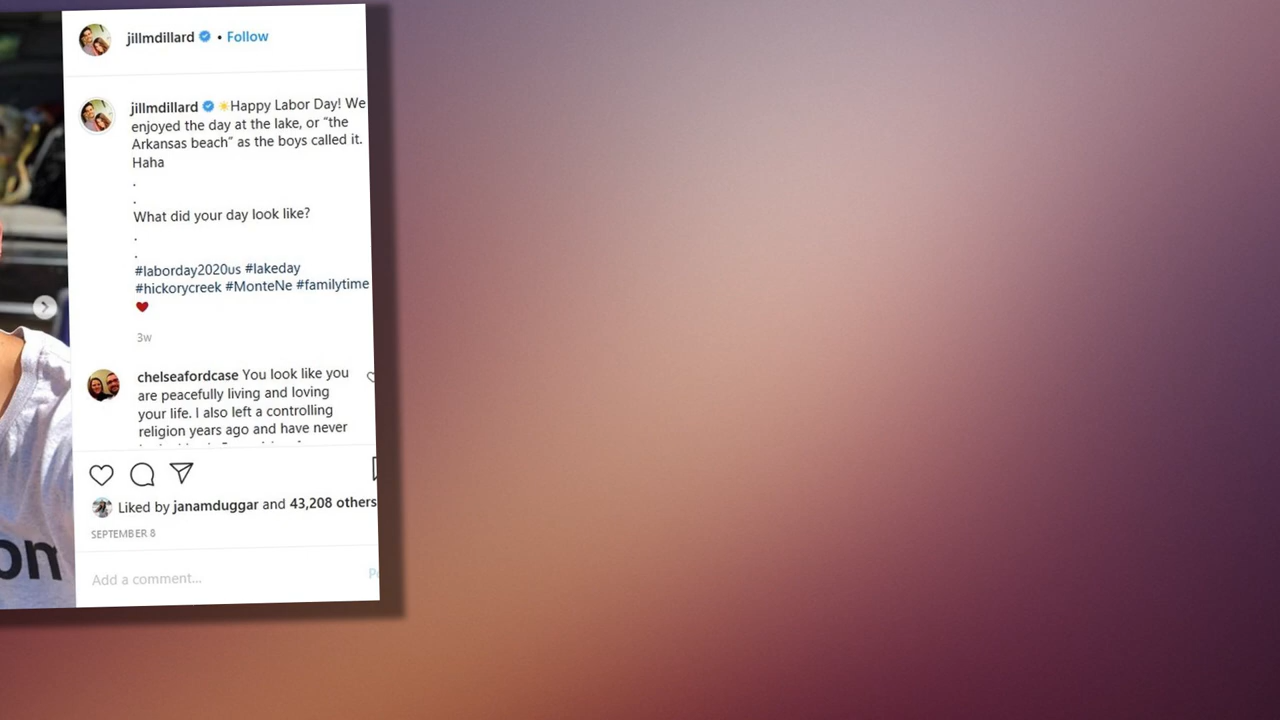 jillmdillard • Follow
jillmdillard ☀Happy Labor Day! We
enjoyed the day at the lake, or "the
Arkansas beach" as the boys called it.
Haha
.
.
What did your day look like?
.
.
#laborday2020us #lakeday
#hickorycreek #MonteNe #familytime
❤
3w
chelseafordcase You look like you
are peacefully living and loving
your life. I also left a controlling
religion years ago and have never
Liked by janamduggar and 43,208 others
SEPTEMBER 8
Add a comment...
om